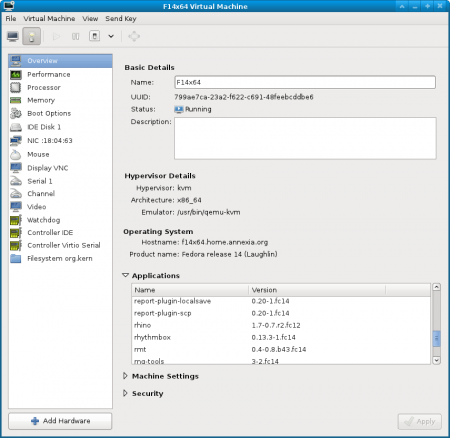 F14x64 Virtual Machine
File Virtual Machine View Send Key
Overview
Performance
Processor
Memory
Boot Options
IDE Disk 1
NIC :18:04:63
Mouse
Display VNC
Serial 1
Channel
Video
Watchdog
Controller IDE
Controller Virtio Serial
Filesystem org.kern
Add Hardware
Basic Details
Name: F14x64
UUID: 799ae7ca-23a2-f622-c691-48feebcddbe6
Status: Running
Description:
Hypervisor Details
Hypervisor: kvm
Architecture: x86_64
Emulator: /usr/bin/qemu-kvm
Operating System
Hostname: f14x64.home.annexia.org
Product name: Fedora release 14 (Laughlin)
Applications
Name Version
report-plugin-localsave 0.20-1.fc14
report-plugin-scp 0.20-1.fc14
rhino 1.7-0.7.r2.fc12
rhythmbox 0.13.3-1.fc14
rmt 0.4-0.8.b43.fc14
rng-tools 3-2.fc14
Machine Settings
Security
Apply